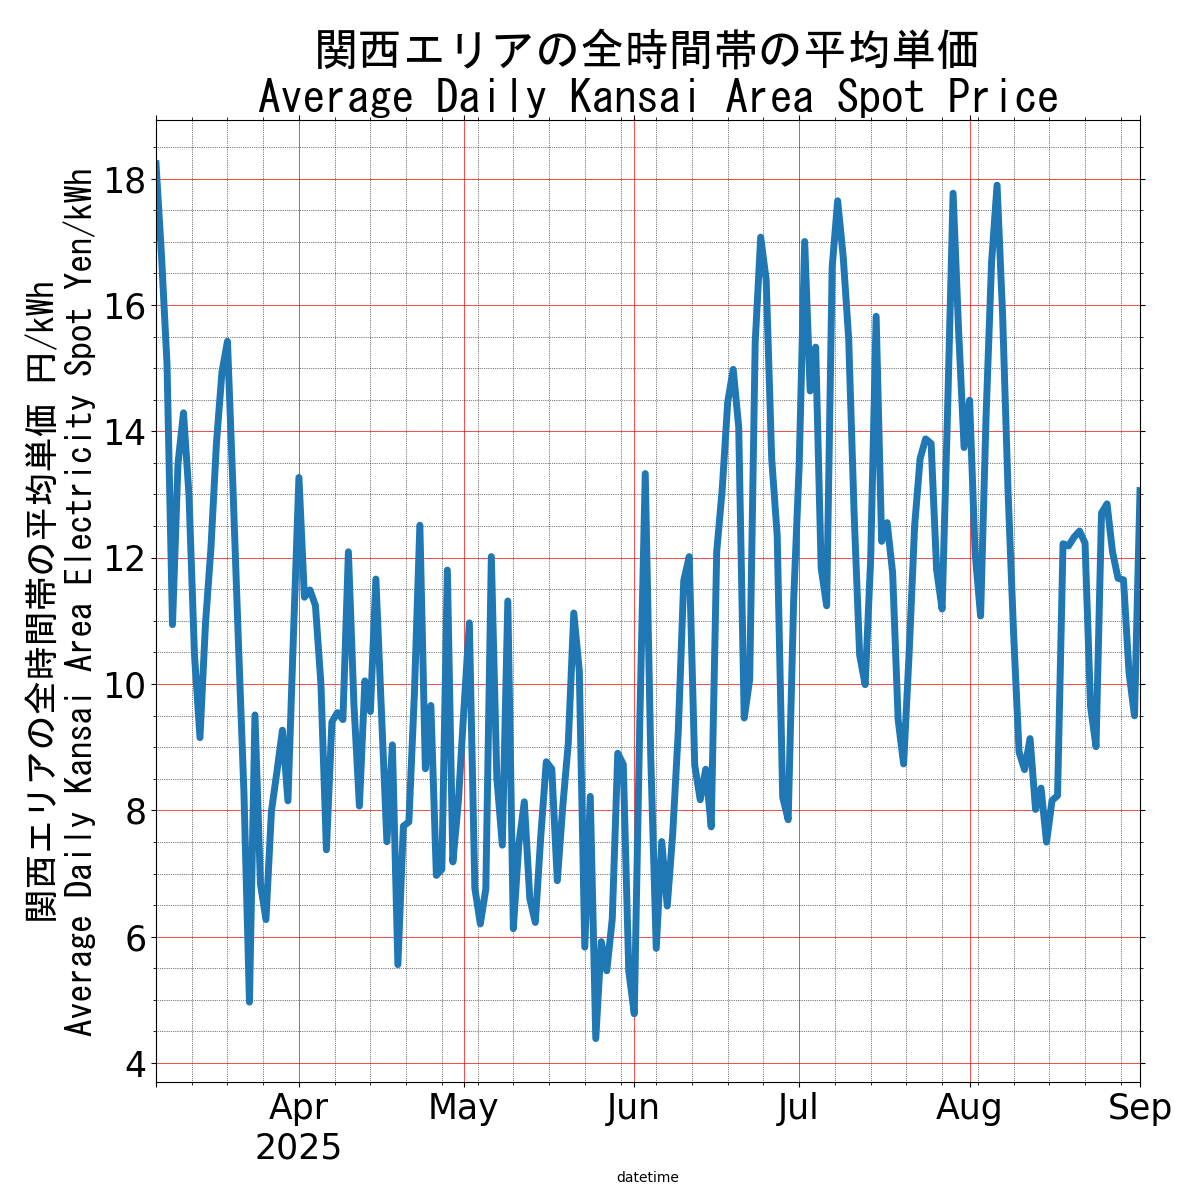 関西エリアの全時間帯の平均単価
Average Daily Kansai Area Spot Price
関西エリアの全時間帯の平均単価 円/kWh
Average Daily Kansai Area Electricity Spot Yen/kWh
18
16
14
12
10
8
6
4
Apr
2025
May
Jun
Jul
Aug
Sep
datetime